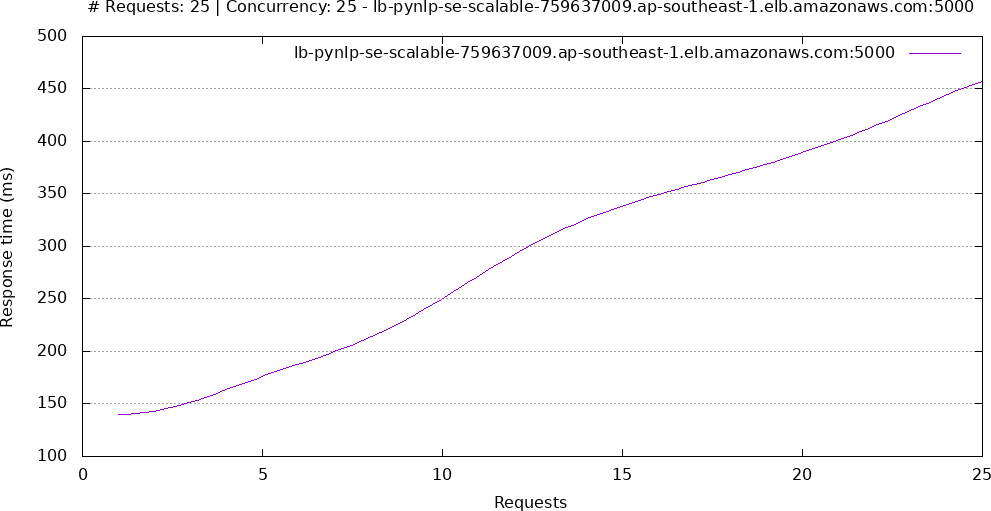 # Requests: 25 | Concurrency: 25 - lb-pynlp-se-scalable-759637009.ap-southeast-1.elb.amazonaws.com:5000
lb-pynlp-se-scalable-759637009.ap-southeast-1.elb.amazonaws.com:5000
500
450
400
350
300
250
200
150
100
Response time (ms)
0 5 10 15 20 25
Requests